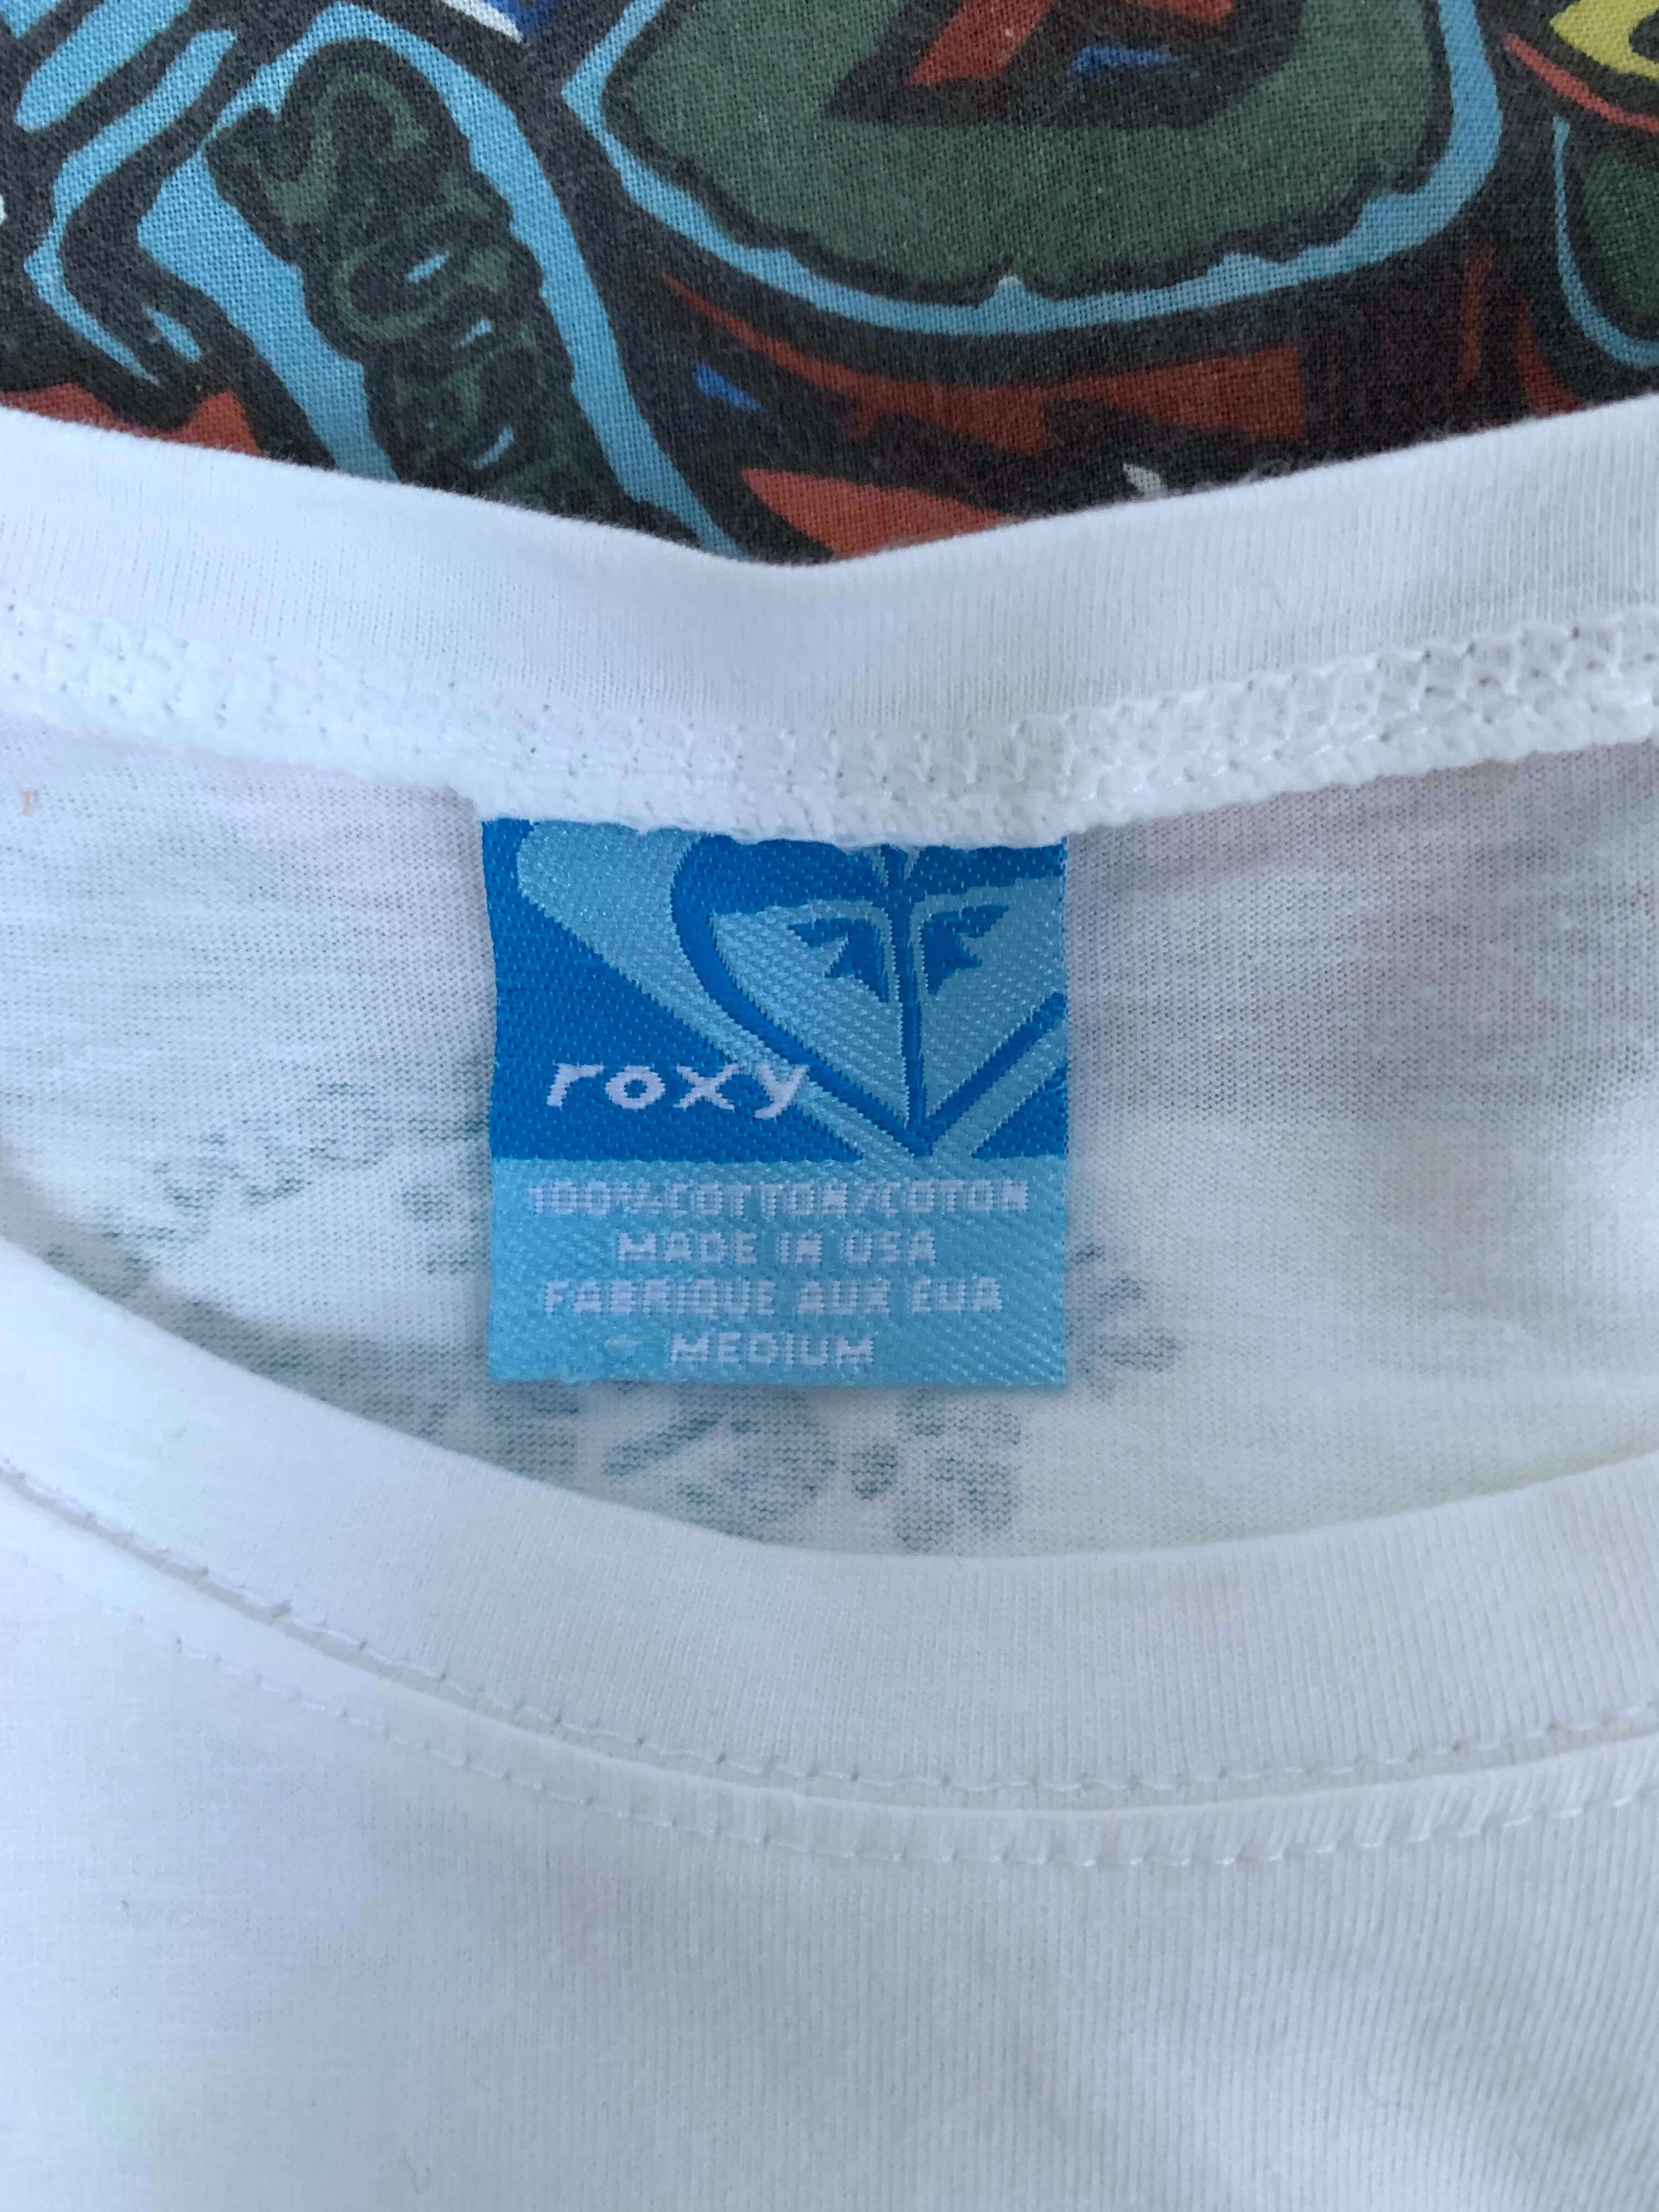 roxy
100% COTTON/COTON
MADE IN USA
FABRIQUE AUX EUA
MEDIUM